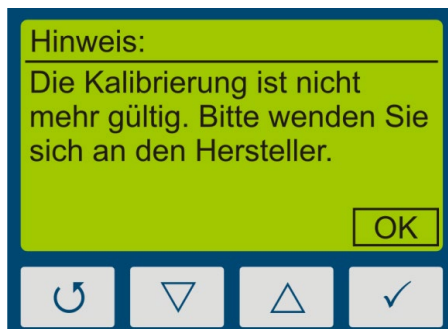 Hinweis:
Die Kalibrierung ist nicht
mehr gültig. Bitte wenden Sie
sich an den Hersteller.
OK